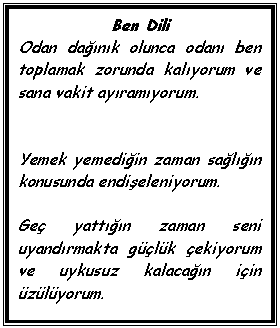 Ben Dili
Odan dağınık olunca odanı ben
toplamak zorunda kalıyorum ve
sana vakit ayıramıyorum.
Yemek yemediğin zaman sağlığın
konusunda endişeleniyorum.
Geç yattığın zaman seni
uyandırmakta güçlük çekiyorum
ve uykusuz kalacağın için
üzülüyorum.